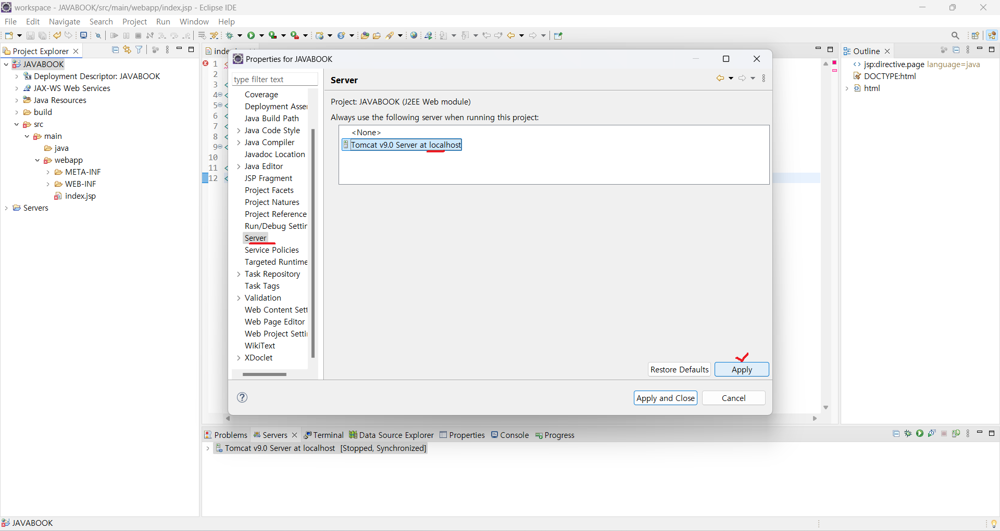 workspace - JAVABOOK/src/main/webapp/index.jsp - Eclipse IDE
File Edit Navigate Search Project Run Window Help
Project Explorer
JAVABOOK
Deployment Descriptor: JAVABOOK
JAX-WS Web Services
Java Resources
build
src
main
java
webapp
META-INF
WEB-INF
index.jsp
Servers
1
2
3
4
5
6
7
8
9
10
11
12
Properties for JAVABOOK
type filter text
Coverage
Deployment Asse
Java Build Path
Java Code Style
Java Compiler
Javadoc Location
Java Editor
JSP Fragment
Project Facets
Project Natures
Project Reference
Run/Debug Settin
Server
Service Policies
Targeted Runtime
Task Repository
Task Tags
Validation
Web Content Sett
Web Page Editor
Web Project Setti
WikiText
XDoclet
Server
Project: JAVABOOK (J2EE Web module)
Always use the following server when running this project:
<None>
Tomcat v9.0 Server at localhost
Restore Defaults Apply
Apply and Close Cancel
Outline
jsp:directive.page language=java
DOCTYPE:html
html
Problems Servers Terminal Data Source Explorer Properties Console Progress
Tomcat v9.0 Server at localhost [Stopped, Synchronized]
JAVABOOK